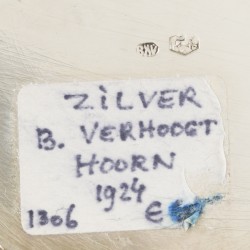 ZiLVER
B. VERHOOGT
HOORN
1924
1306 €